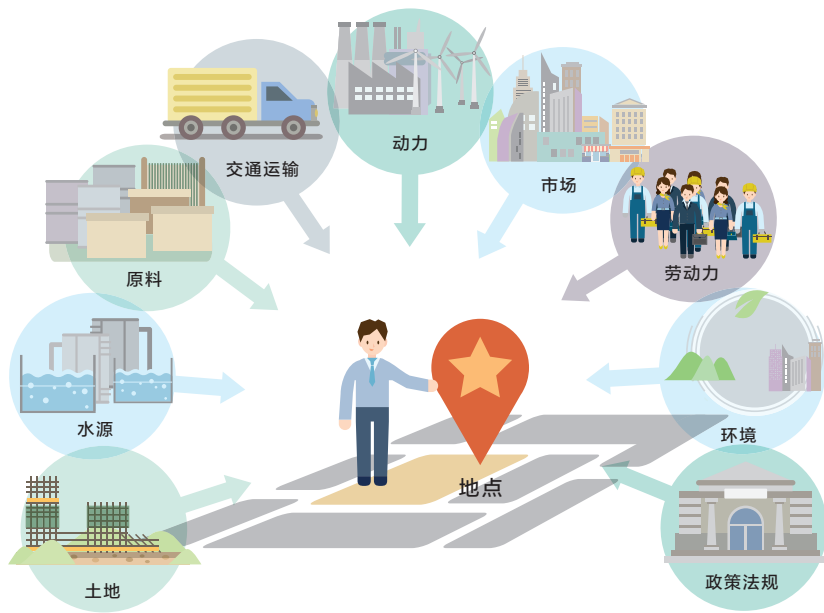 动力
交通运输
市场
原料
劳动力
水源
环境
地点
土地
政策法规